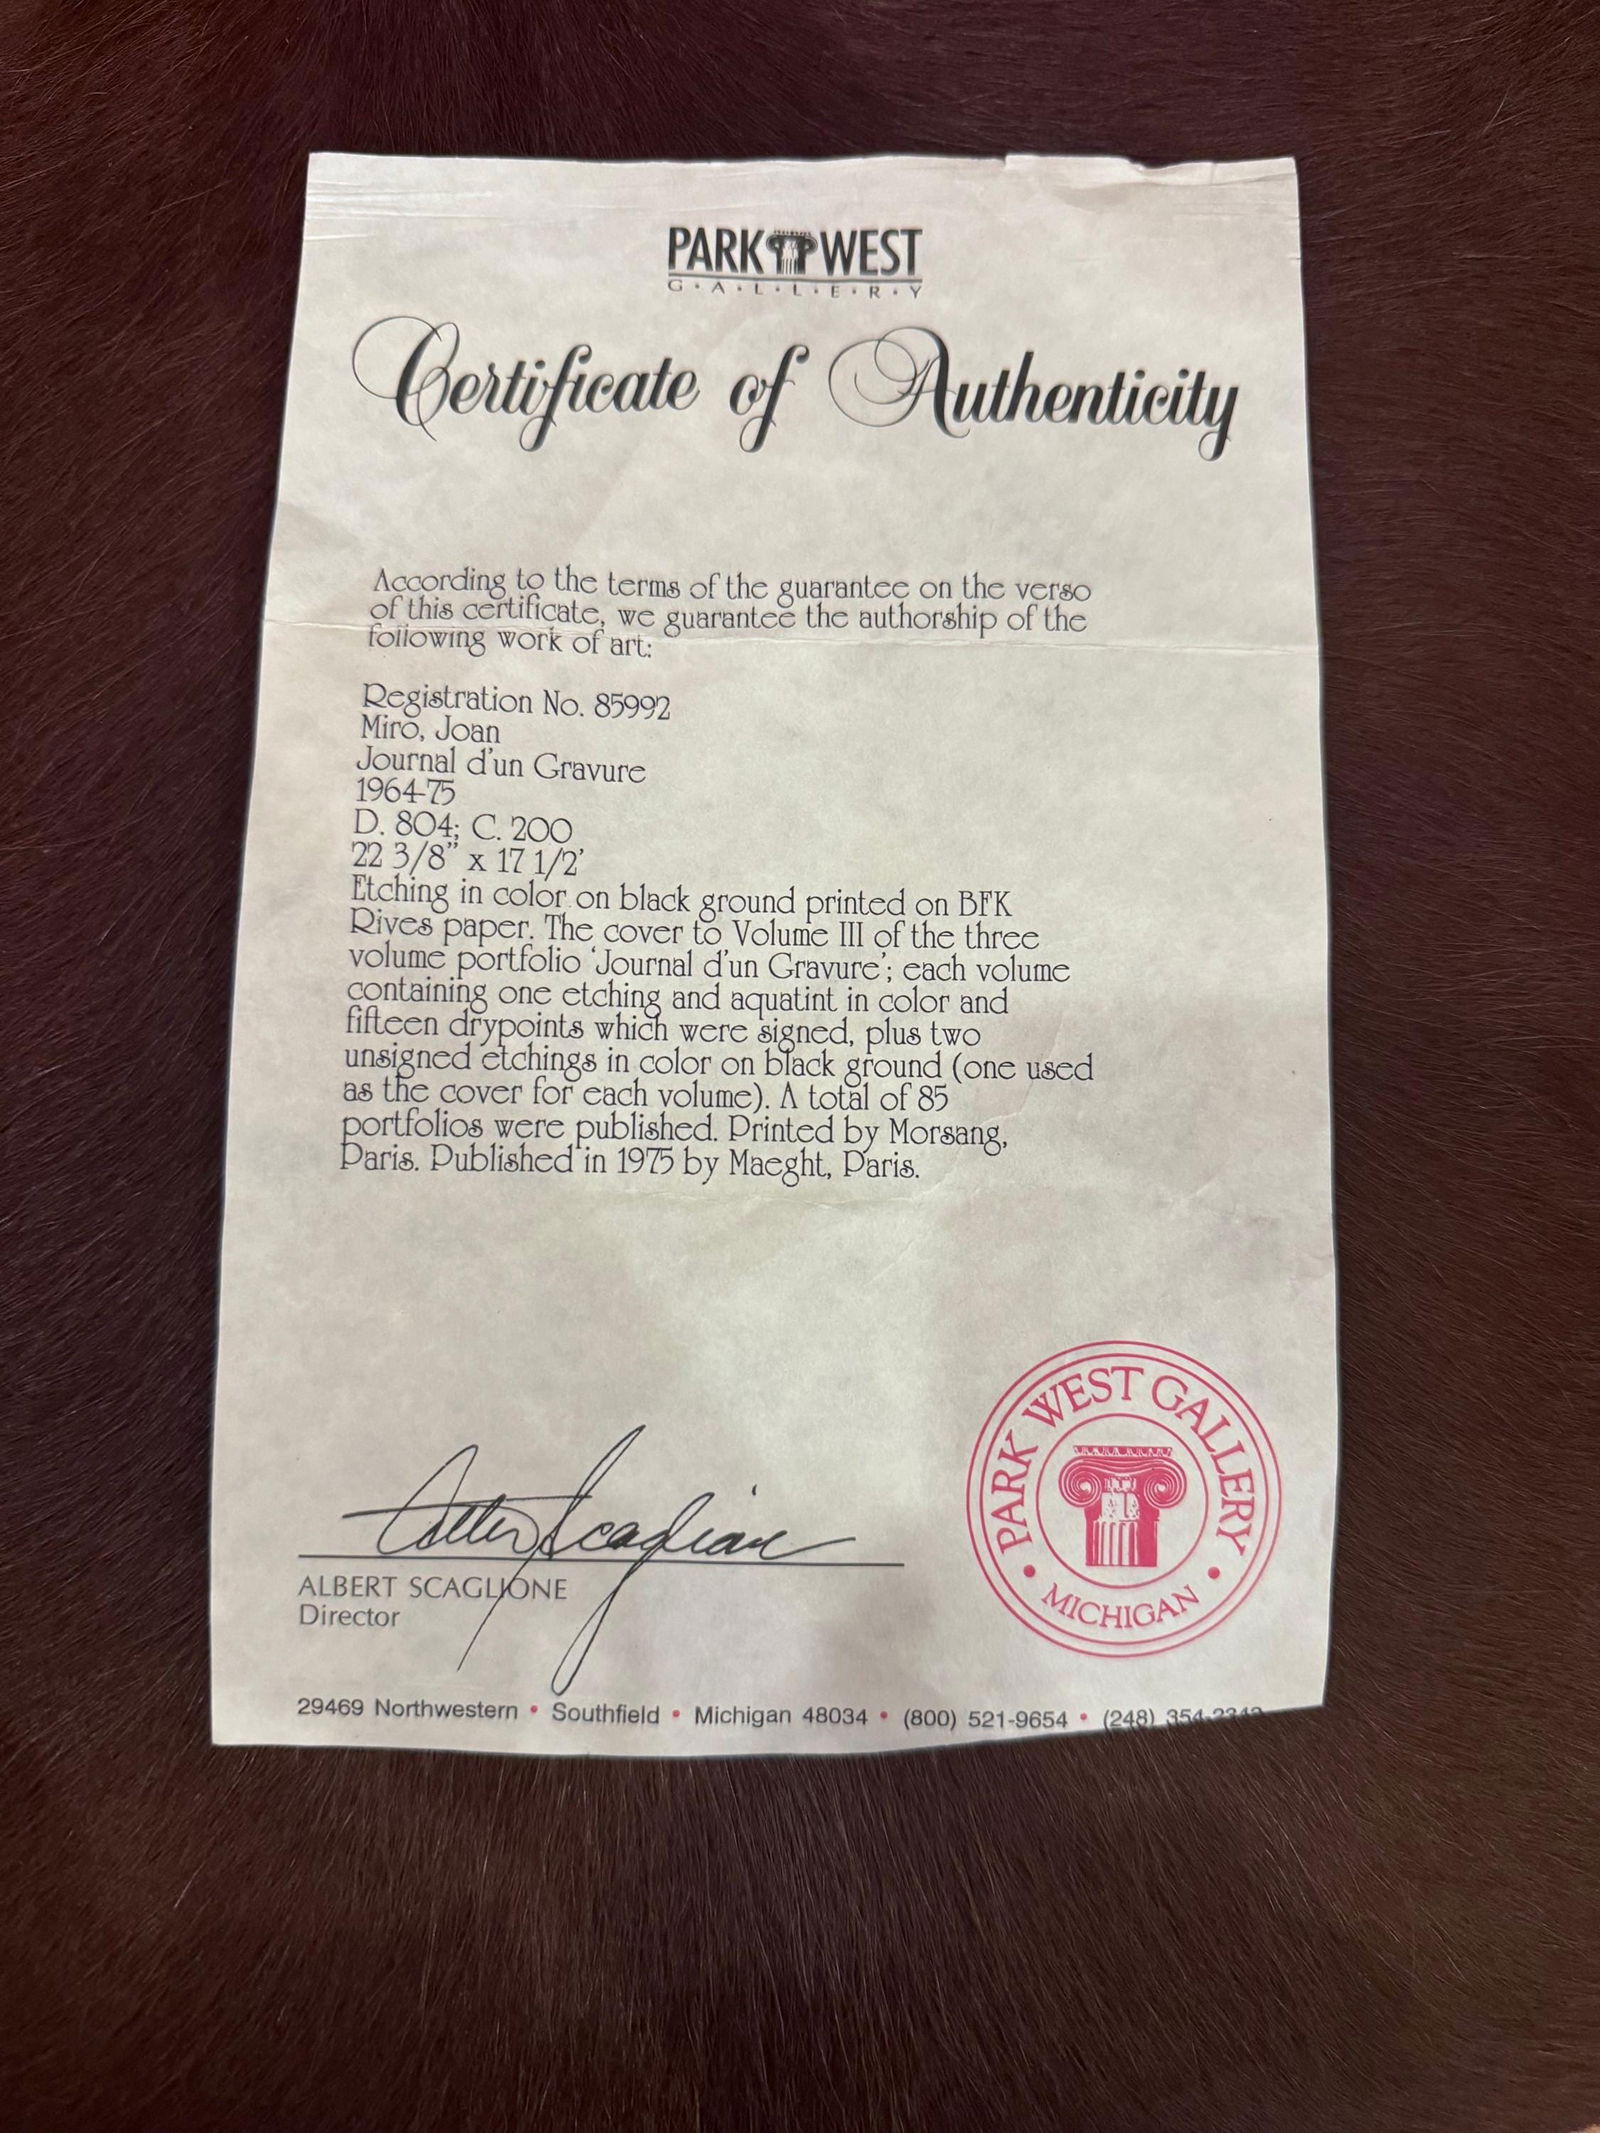 PARK WEST
G·A·L·L·E·R·Y
Certificate of Authenticity
According to the terms of the guarantee on the verso
of this certificate, we guarantee the authorship of the
following work of art:
Registration No. 85992
Miro, Joan
Journal d'un Gravure
1964-75
D. 804; C. 200
22 3/8" x 17 1/2'
Etching in color on black ground printed on BFK
Rives paper. The cover to Volume III of the three
volume portfolio 'Journal d'un Gravure'; each volume
containing one etching and aquatint in color and
fifteen drypoints which were signed, plus two
unsigned etchings in color on black ground (one used
as the cover for each volume). A total of 85
portfolios were published. Printed by Morsang,
Paris. Published in 1975 by Maeght, Paris.
Albert Scaglione
ALBERT SCAGLIONE
Director
PARK WEST GALLERY
• MICHIGAN •
29469 Northwestern • Southfield • Michigan 48034 • (800) 521-9654 • (248) 354-2343